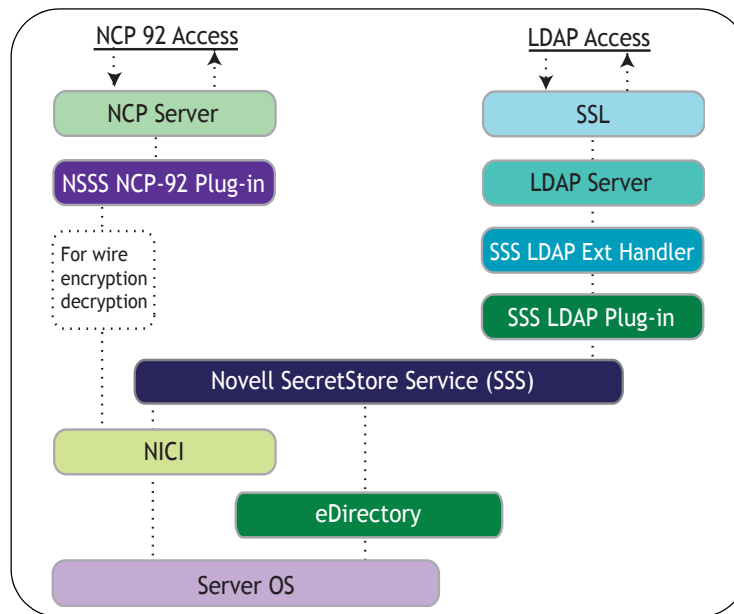 NCP 92 Access
LDAP Access
NCP Server
SSL
NSSS NCP-92 Plug-in
LDAP Server
For wire
encryption
decryption
SSS LDAP Ext Handler
SSS LDAP Plug-in
Novell SecretStore Service (SSS)
NICI
eDirectory
Server OS